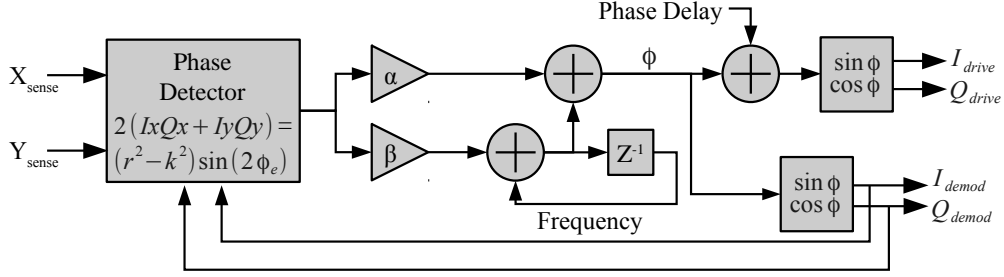 Phase Delay
X_sense
Y_sense
Phase
Detector
2(IxQx + IyQy) =
(r² − k²) sin(2ϕ_e)
α
β
ϕ
Z⁻¹
Frequency
sin ϕ
cos ϕ
I_drive
Q_drive
sin ϕ
cos ϕ
I_demod
Q_demod